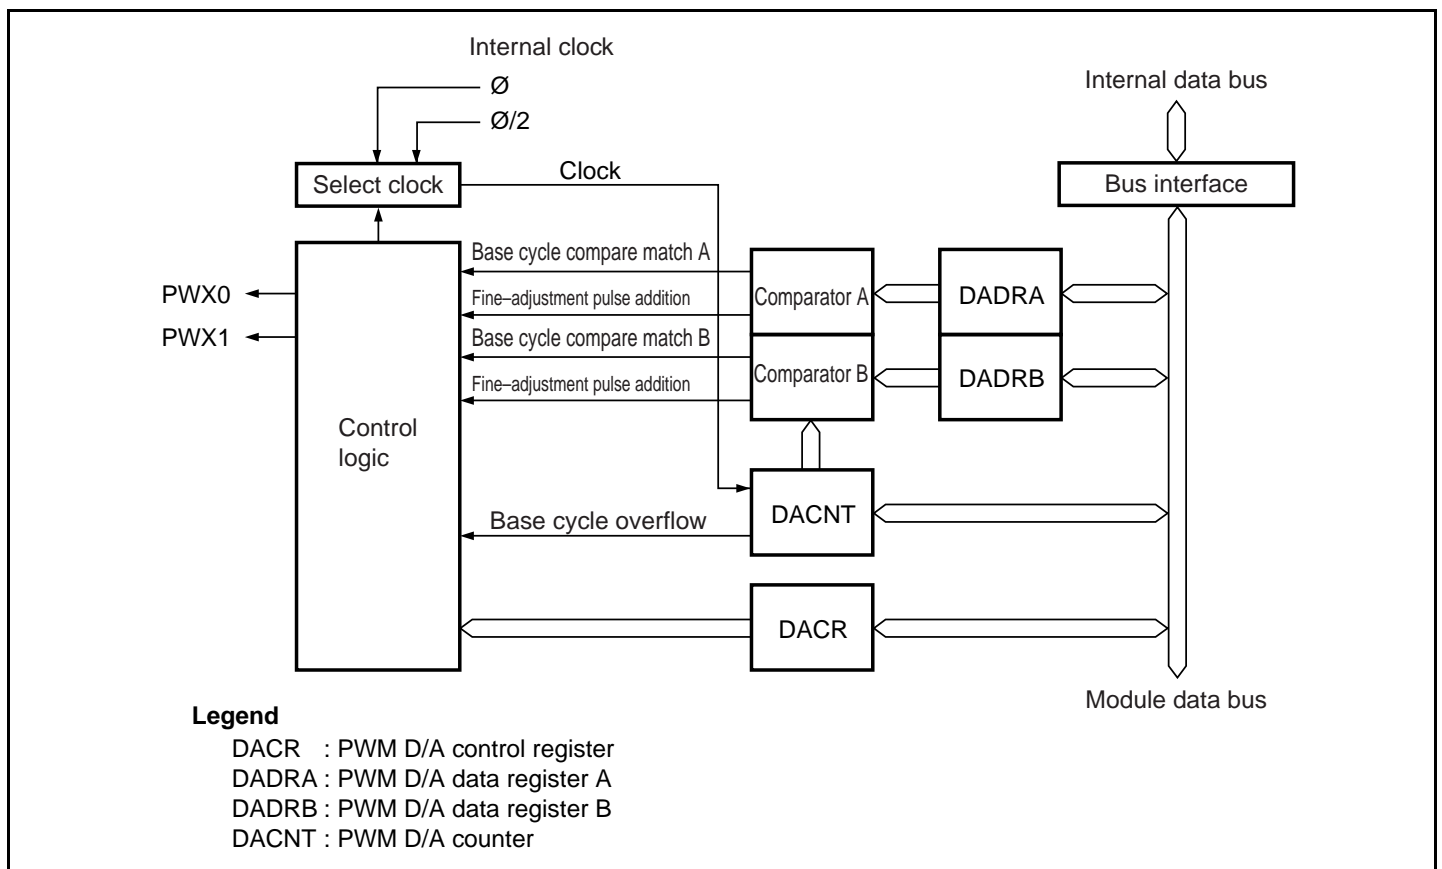 Internal clock
Ø
Ø/2
Internal data bus
Select clock
Clock
Bus interface
Base cycle compare match A
Fine–adjustment pulse addition
Base cycle compare match B
Fine–adjustment pulse addition
PWX0
PWX1
Comparator A
DADRA
Comparator B
DADRB
Control
logic
DACNT
Base cycle overflow
DACR
Module data bus
Legend
DACR : PWM D/A control register
DADRA : PWM D/A data register A
DADRB : PWM D/A data register B
DACNT : PWM D/A counter